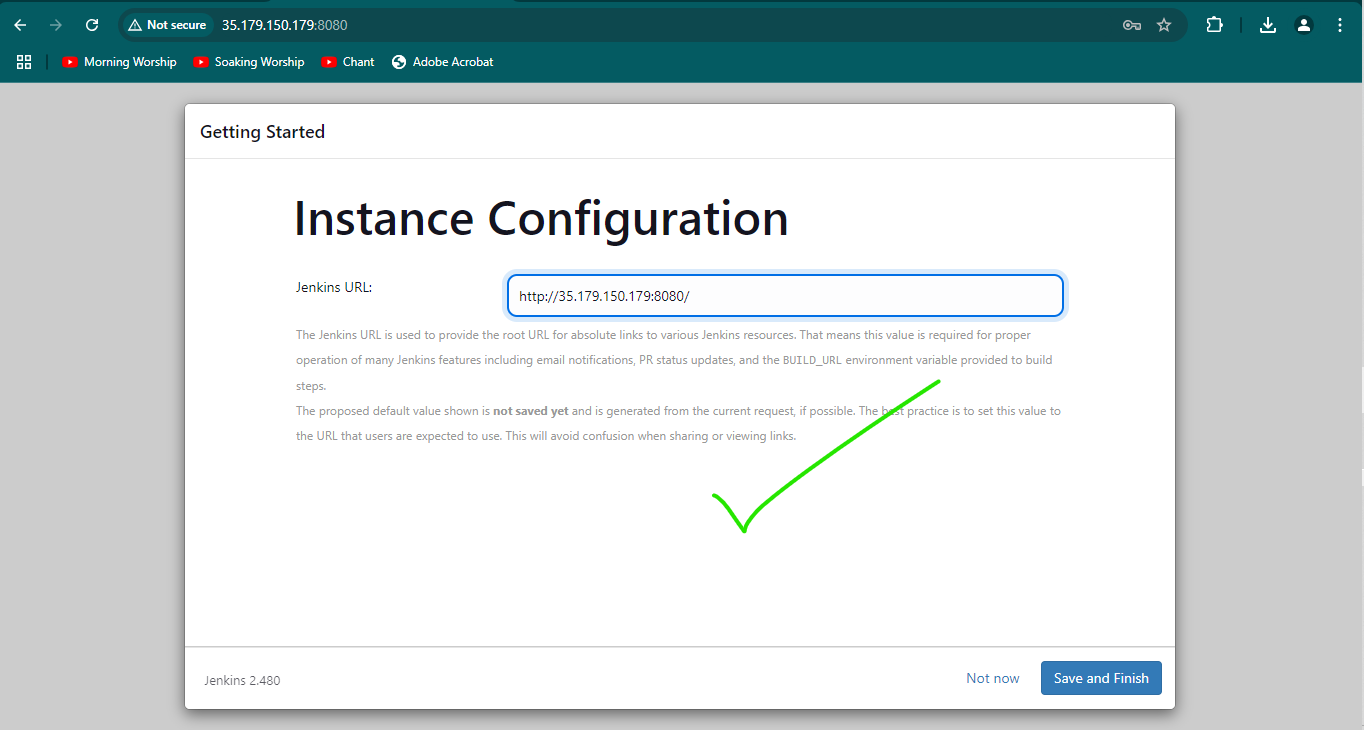 Not secure 35.179.150.179:8080
Morning Worship Soaking Worship Chant Adobe Acrobat
Getting Started
Instance Configuration
Jenkins URL:
http://35.179.150.179:8080/
The Jenkins URL is used to provide the root URL for absolute links to various Jenkins resources. That means this value is required for proper
operation of many Jenkins features including email notifications, PR status updates, and the BUILD_URL environment variable provided to build
steps.
The proposed default value shown is not saved yet and is generated from the current request, if possible. The best practice is to set this value to
the URL that users are expected to use. This will avoid confusion when sharing or viewing links.
Jenkins 2.480
Not now
Save and Finish